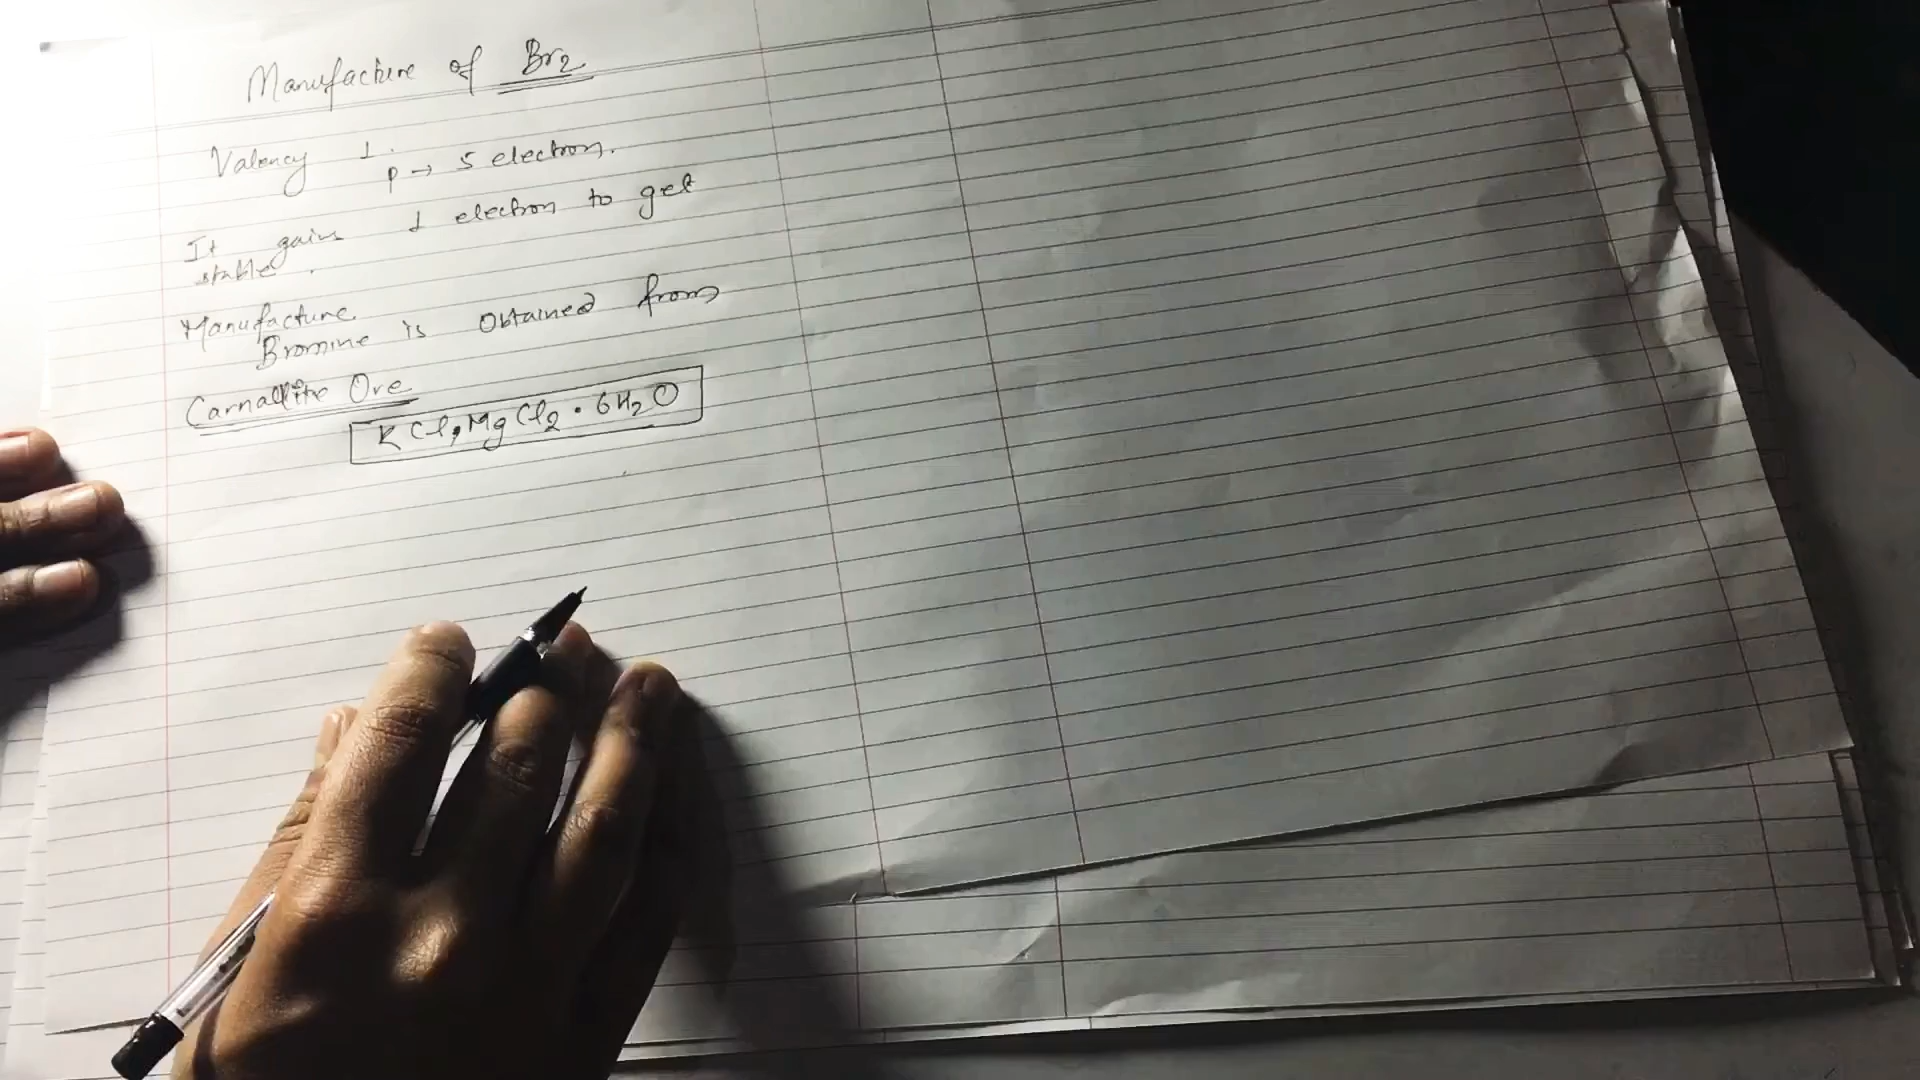 Manufacture of Br2
Valency 1.
p → 5 electron.
It gains 1 electron to get
stable.
Manufacture
Bromine is Obtained from
Carnallite Ore
KCl,MgCl2 · 6H2O